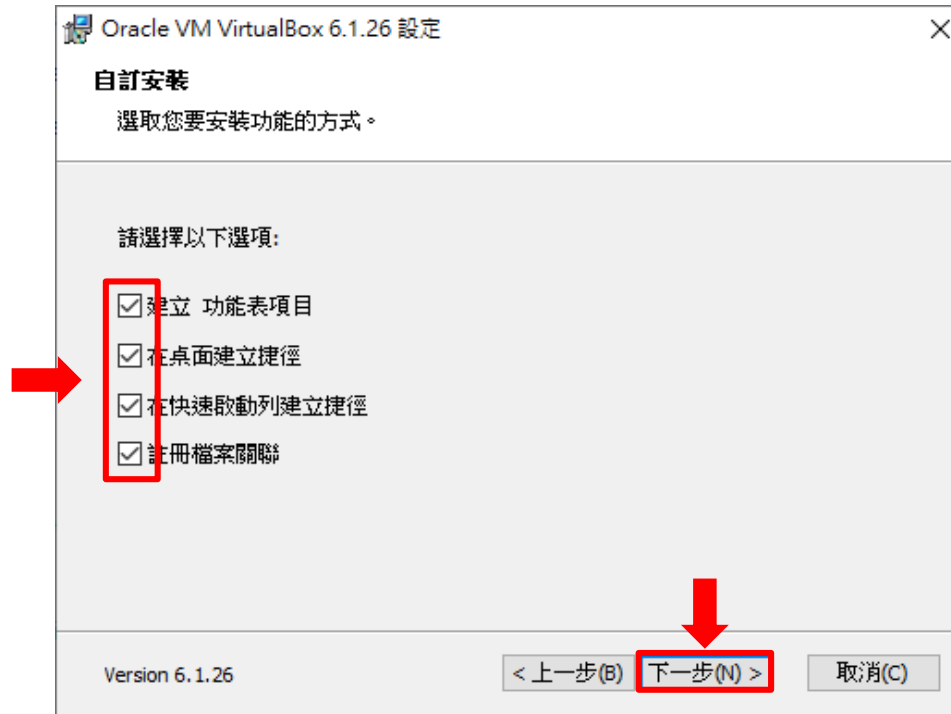 Oracle VM VirtualBox 6.1.26 設定
自訂安裝
選取您要安裝功能的方式。
請選擇以下選項:
建立 功能表項目
在桌面建立捷徑
在快速啟動列建立捷徑
註冊檔案關聯
Version 6.1.26
< 上一步(B) 下一步(N) > 取消(C)